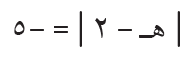 | هـ − ٢ | = −٥